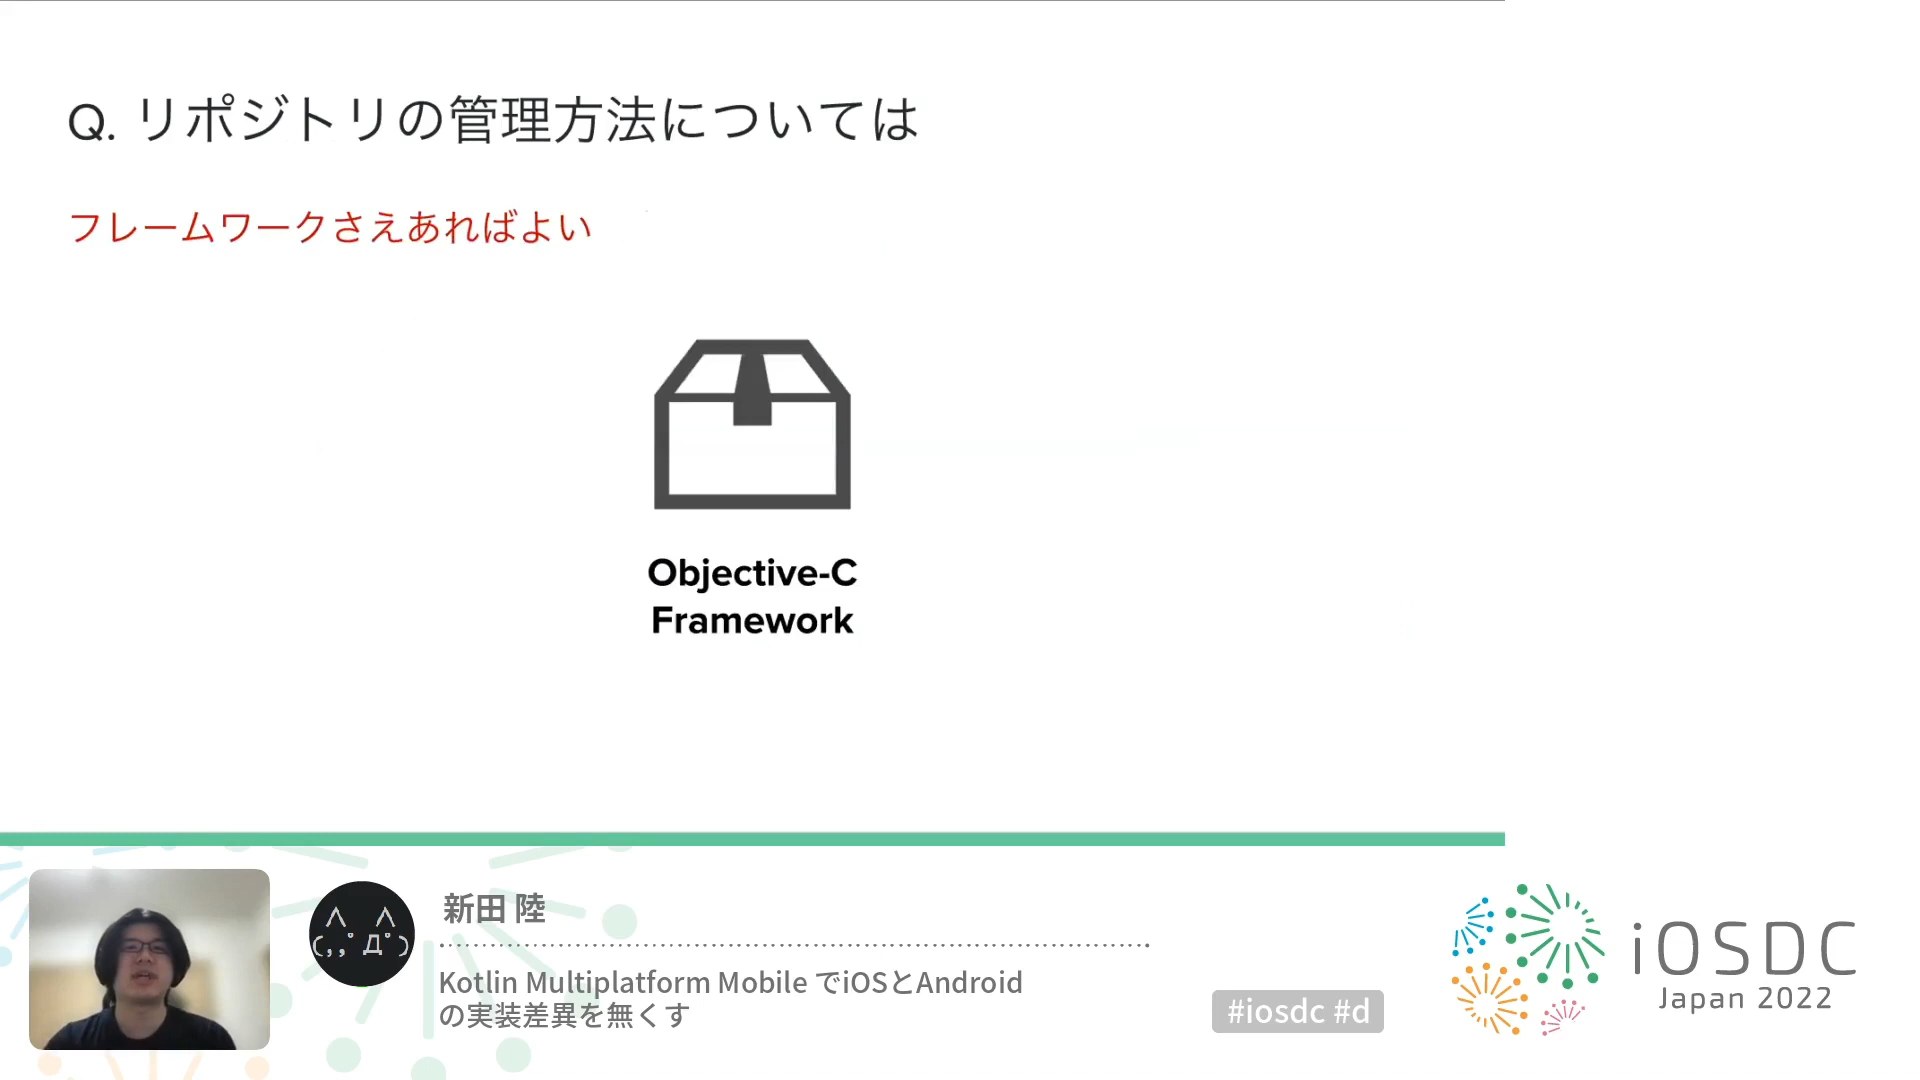 Q. リポジトリの管理方法については
フレームワークさえあればよい
Objective-C
Framework
新田 陸
Kotlin Multiplatform Mobile でiOSとAndroid
の実装差異を無くす
#iosdc #d
iOSDC
Japan 2022